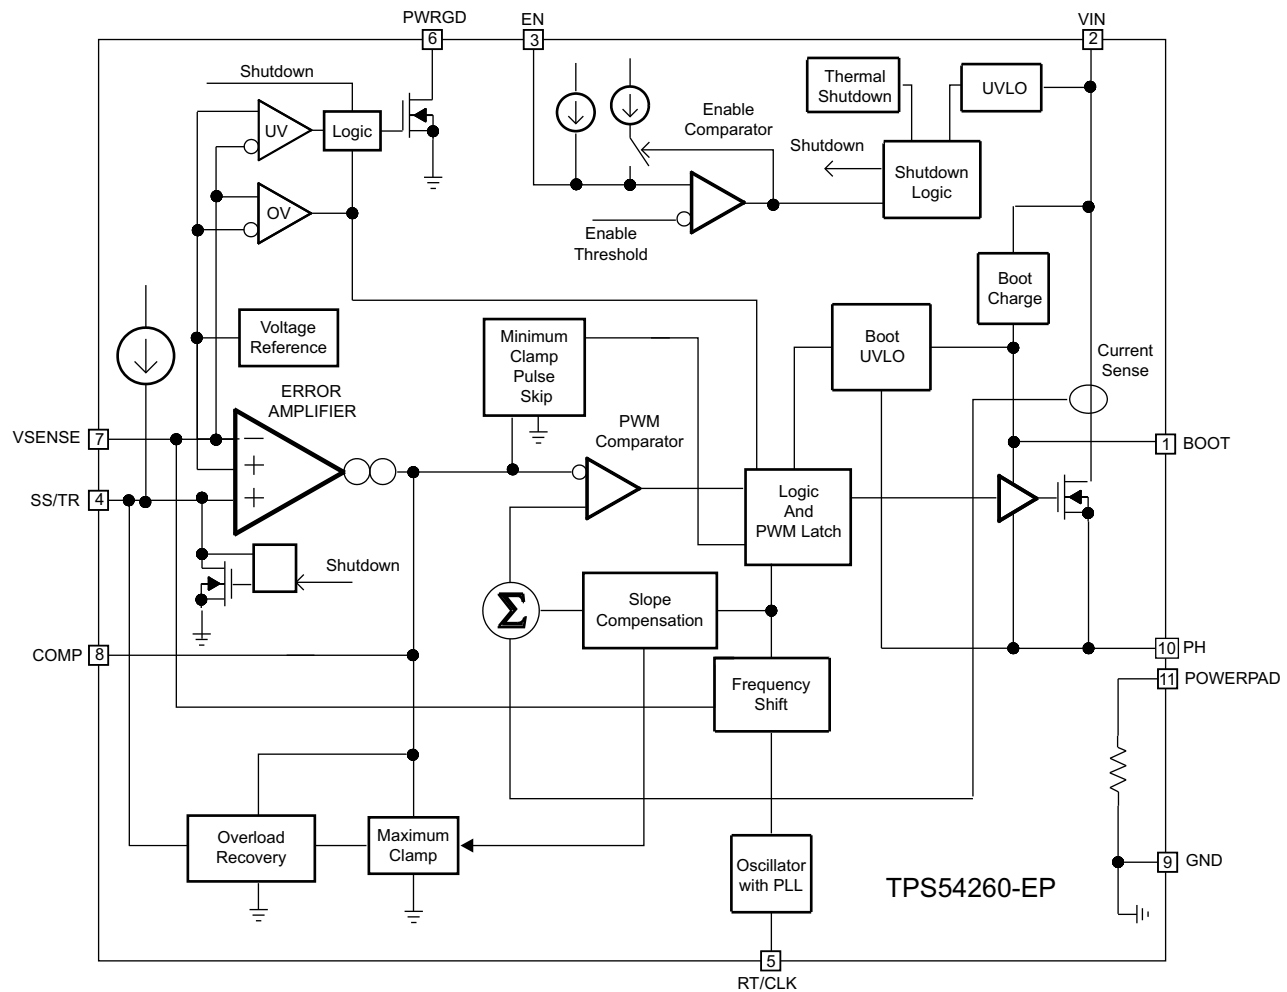 PWRGD
EN
VIN
6
3
2
Shutdown
Thermal
Shutdown
UVLO
UV
Logic
Enable
Comparator
Shutdown
Shutdown
Logic
OV
Enable
Threshold
Boot
Charge
Voltage
Reference
Minimum
Clamp
Pulse
Skip
Boot
UVLO
Current
Sense
ERROR
AMPLIFIER
PWM
Comparator
VSENSE
7
−
+
+
1
BOOT
SS/TR
4
Logic
And
PWM Latch
Shutdown
Σ
Slope
Compensation
COMP
8
10
PH
11
POWERPAD
Frequency
Shift
Overload
Recovery
Maximum
Clamp
Oscillator
with PLL
TPS54260-EP
9
GND
5
RT/CLK